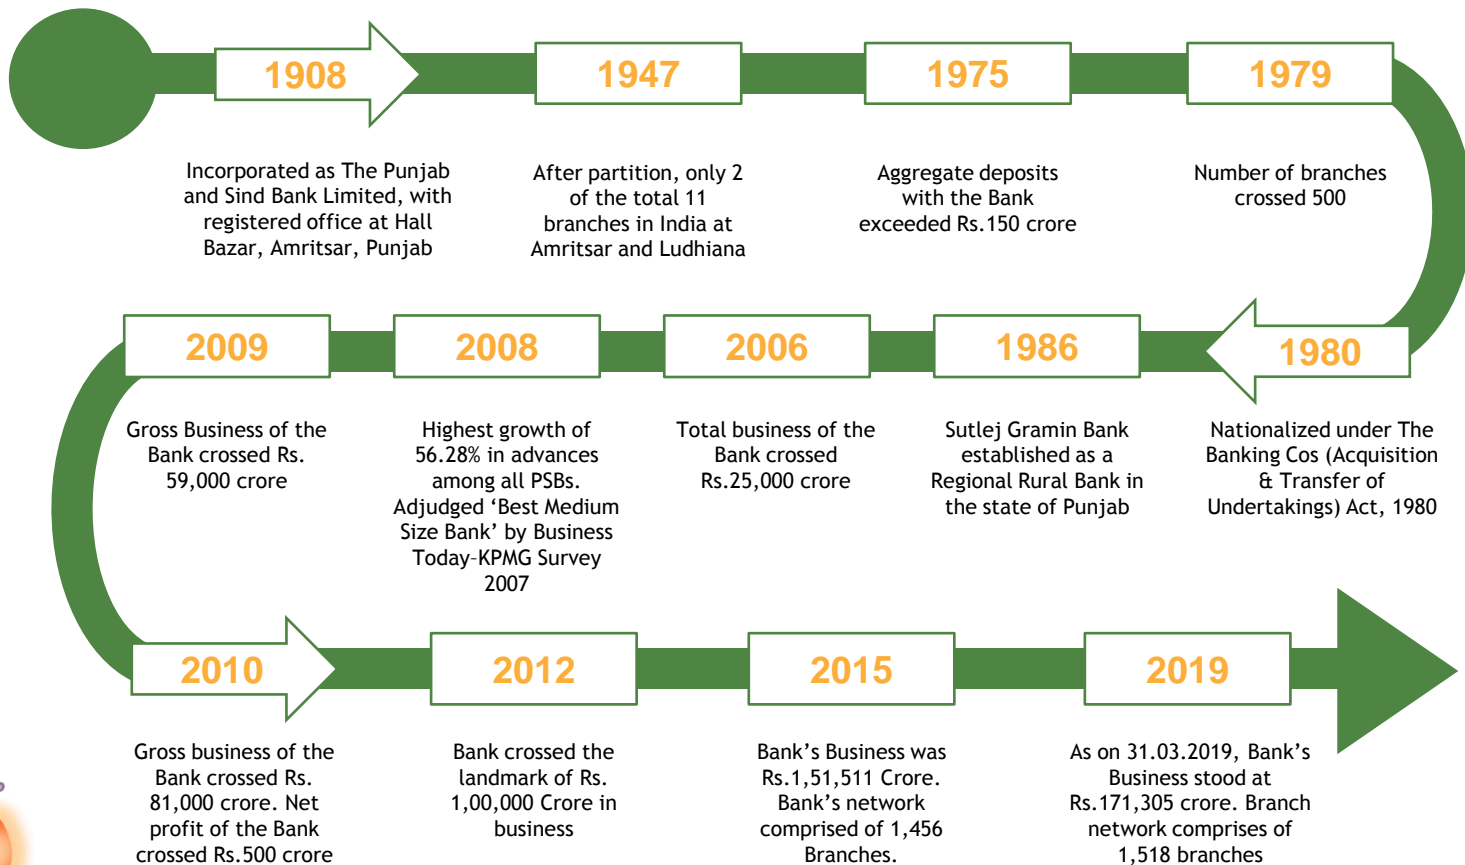 1908
Incorporated as The Punjab
and Sind Bank Limited, with
registered office at Hall
Bazar, Amritsar, Punjab
1947
After partition, only 2
of the total 11
branches in India at
Amritsar and Ludhiana
1975
Aggregate deposits
with the Bank
exceeded Rs.150 crore
1979
Number of branches
crossed 500
1980
Nationalized under The
Banking Cos (Acquisition
& Transfer of
Undertakings) Act, 1980
1986
Sutlej Gramin Bank
established as a
Regional Rural Bank in
the state of Punjab
2006
Total business of the
Bank crossed
Rs.25,000 crore
2008
Highest growth of
56.28% in advances
among all PSBs.
Adjudged ‘Best Medium
Size Bank’ by Business
Today–KPMG Survey
2007
2009
Gross Business of the
Bank crossed Rs.
59,000 crore
2010
Gross business of the
Bank crossed Rs.
81,000 crore. Net
profit of the Bank
crossed Rs.500 crore
2012
Bank crossed the
landmark of Rs.
1,00,000 Crore in
business
2015
Bank’s Business was
Rs.1,51,511 Crore.
Bank’s network
comprised of 1,456
Branches.
2019
As on 31.03.2019, Bank’s
Business stood at
Rs.171,305 crore. Branch
network comprises of
1,518 branches